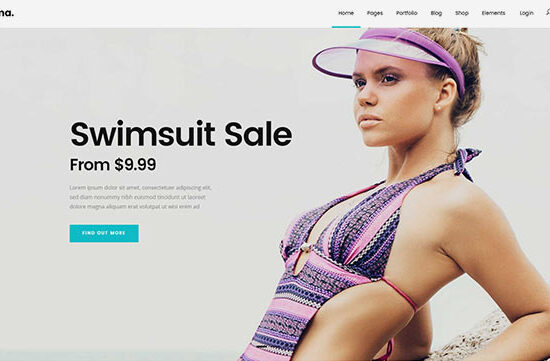 na.
Home Pages Portfolio Blog Shop Elements Login
Swimsuit Sale
From $9.99
Lorem ipsum dolor sit amet, consectetuer adipiscing elit,
sed diam nonummy nibh euismod tincidunt ut laoreet
dolore magna aliquam erat volutpat ut wisi enim ad
FIND OUT MORE